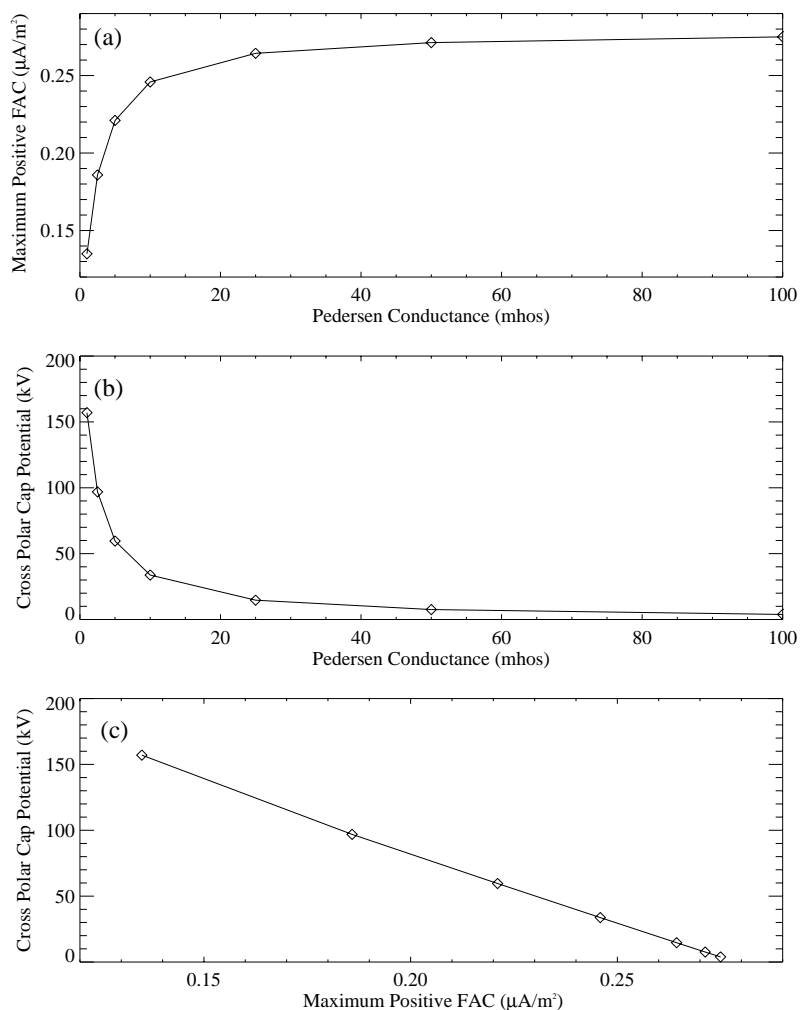 (a)
Maximum Positive FAC (μA/m²)
0.25
0.20
0.15
0 20 40 60 80 100
Pedersen Conductance (mhos)
(b)
Cross Polar Cap Potential (kV)
200
150
100
50
0
0 20 40 60 80 100
Pedersen Conductance (mhos)
(c)
Cross Polar Cap Potential (kV)
200
150
100
50
0
0.15 0.20 0.25
Maximum Positive FAC (μA/m²)